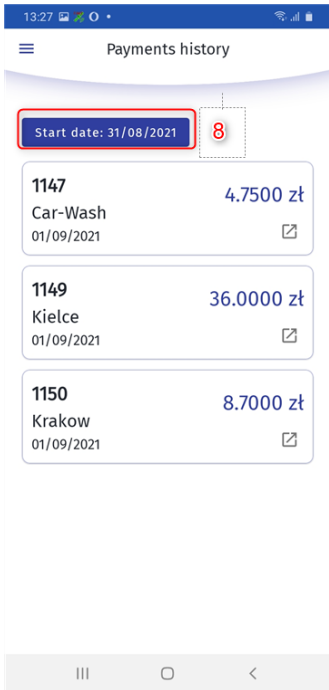 13:27
Payments history
Start date: 31/08/2021
8
1147
4.7500 zł
Car-Wash
01/09/2021
1149
36.0000 zł
Kielce
01/09/2021
1150
8.7000 zł
Krakow
01/09/2021